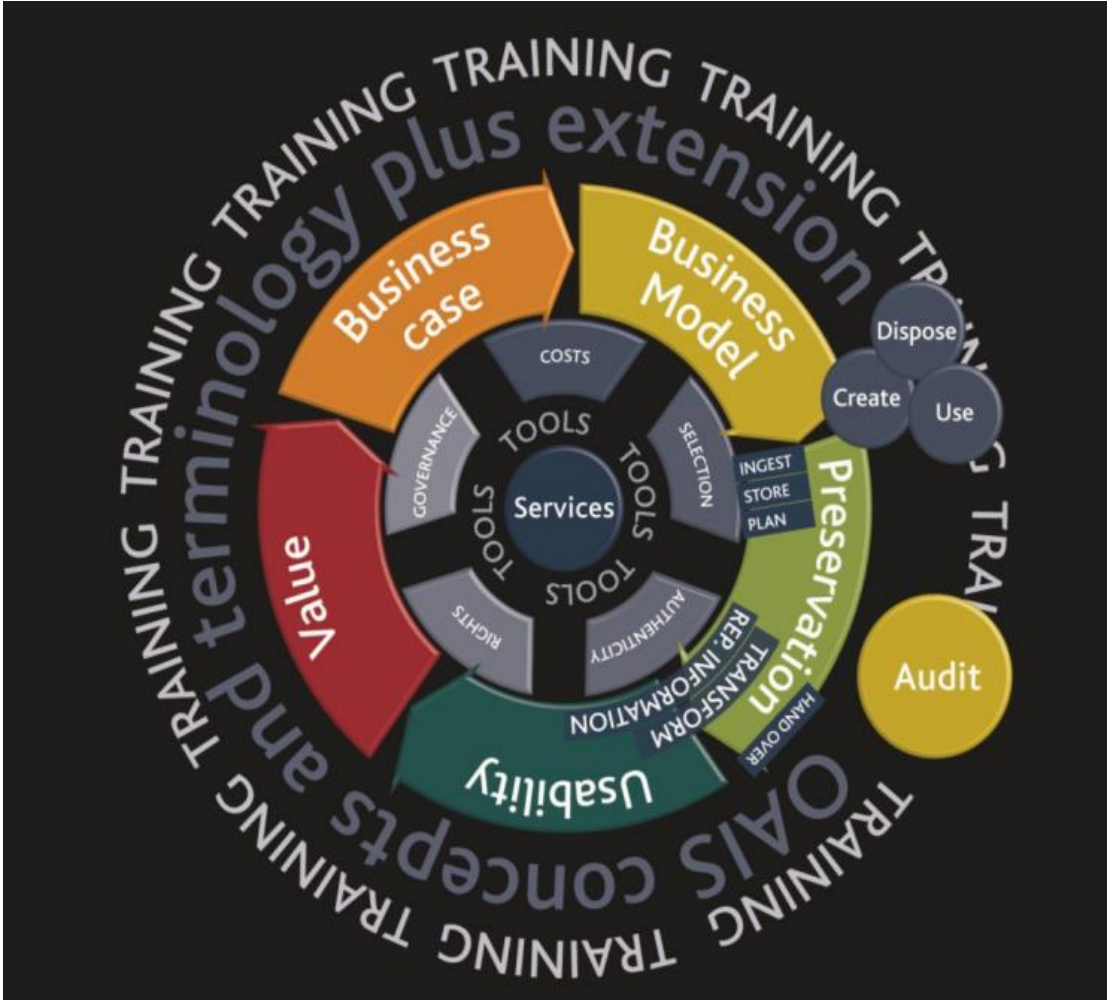 TRAINING
TRAINING
TRAINING
TRAINING
TRAI
TRAINING
TRAINING
TRAINING
TRAINING
TRAINING
OAIS concepts and terminology plus extension
Business
case
Business
Model
Preservation
Usability
Value
COSTS
SELECTION
AUTHENTICITY
RIGHTS
GOVERNANCE
TOOLS
TOOLS
TOOLS
TOOLS
Services
INGEST
STORE
PLAN
REP. INFORMATION
TRANSFORM
HAND OVER
Dispose
Create
Use
Audit